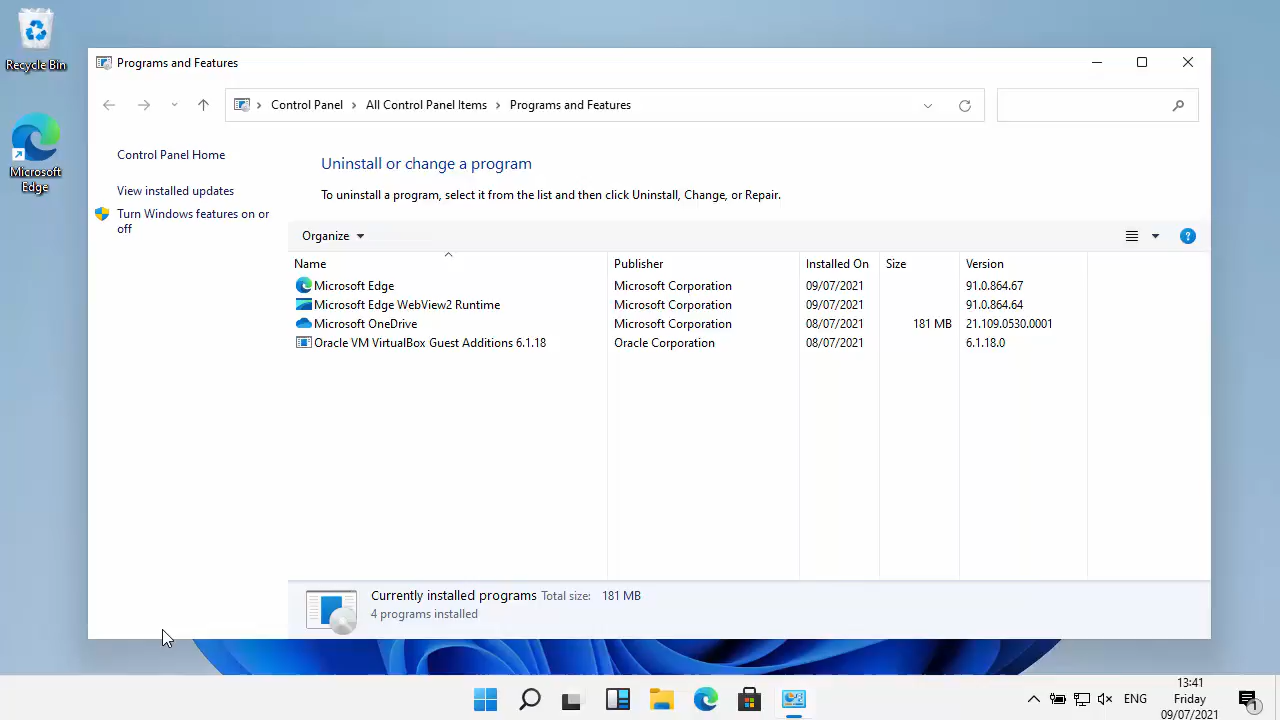 Recycle Bin
Microsoft
Edge
Programs and Features
Control Panel > All Control Panel Items > Programs and Features
Control Panel Home
View installed updates
Turn Windows features on or
off
Uninstall or change a program
To uninstall a program, select it from the list and then click Uninstall, Change, or Repair.
Organize
Name Publisher Installed On Size Version
Microsoft Edge Microsoft Corporation 09/07/2021 91.0.864.67
Microsoft Edge WebView2 Runtime Microsoft Corporation 09/07/2021 91.0.864.64
Microsoft OneDrive Microsoft Corporation 08/07/2021 181 MB 21.109.0530.0001
Oracle VM VirtualBox Guest Additions 6.1.18 Oracle Corporation 08/07/2021 6.1.18.0
Currently installed programs Total size: 181 MB
4 programs installed
ENG
13:41
Friday
09/07/2021
1